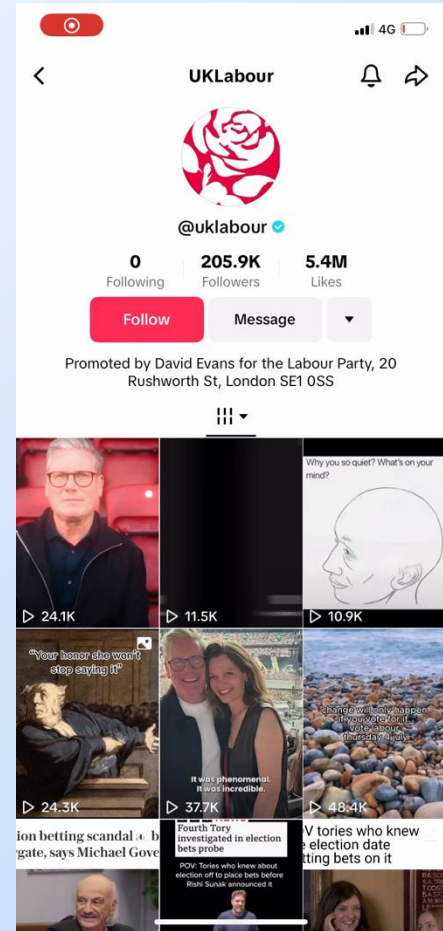 4G
UKLabour
@uklabour
0
205.9K
5.4M
Following
Followers
Likes
Follow
Message
Promoted by David Evans for the Labour Party, 20
Rushworth St, London SE1 0SS
24.1K
11.5K
Why you so quiet? What's on your
mind?
10.9K
"Your honor she won't
stop saying it"
24.3K
It was phenomenal.
It was incredible.
37.7K
change will only happen
if you vote for it.
vote labour
thursday 4 july
48.4K
ion betting scandal
rgate, says Michael Gove
Fourth Tory
investigated in election
bets probe
POV: Tories who knew about
election off to place bets before
Rishi Sunak announced it
V tories who knew
e election date
tting bets on it